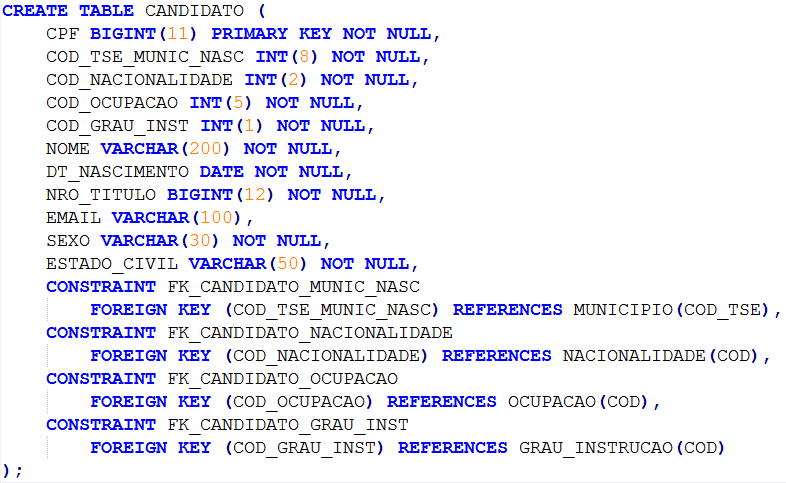 CREATE TABLE CANDIDATO (
    CPF BIGINT(11) PRIMARY KEY NOT NULL,
    COD_TSE_MUNIC_NASC INT(8) NOT NULL,
    COD_NACIONALIDADE INT(2) NOT NULL,
    COD_OCUPACAO INT(5) NOT NULL,
    COD_GRAU_INST INT(1) NOT NULL,
    NOME VARCHAR(200) NOT NULL,
    DT_NASCIMENTO DATE NOT NULL,
    NRO_TITULO BIGINT(12) NOT NULL,
    EMAIL VARCHAR(100),
    SEXO VARCHAR(30) NOT NULL,
    ESTADO_CIVIL VARCHAR(50) NOT NULL,
    CONSTRAINT FK_CANDIDATO_MUNIC_NASC
        FOREIGN KEY (COD_TSE_MUNIC_NASC) REFERENCES MUNICIPIO(COD_TSE),
    CONSTRAINT FK_CANDIDATO_NACIONALIDADE
        FOREIGN KEY (COD_NACIONALIDADE) REFERENCES NACIONALIDADE(COD),
    CONSTRAINT FK_CANDIDATO_OCUPACAO
        FOREIGN KEY (COD_OCUPACAO) REFERENCES OCUPACAO(COD),
    CONSTRAINT FK_CANDIDATO_GRAU_INST
        FOREIGN KEY (COD_GRAU_INST) REFERENCES GRAU_INSTRUCAO(COD)
);